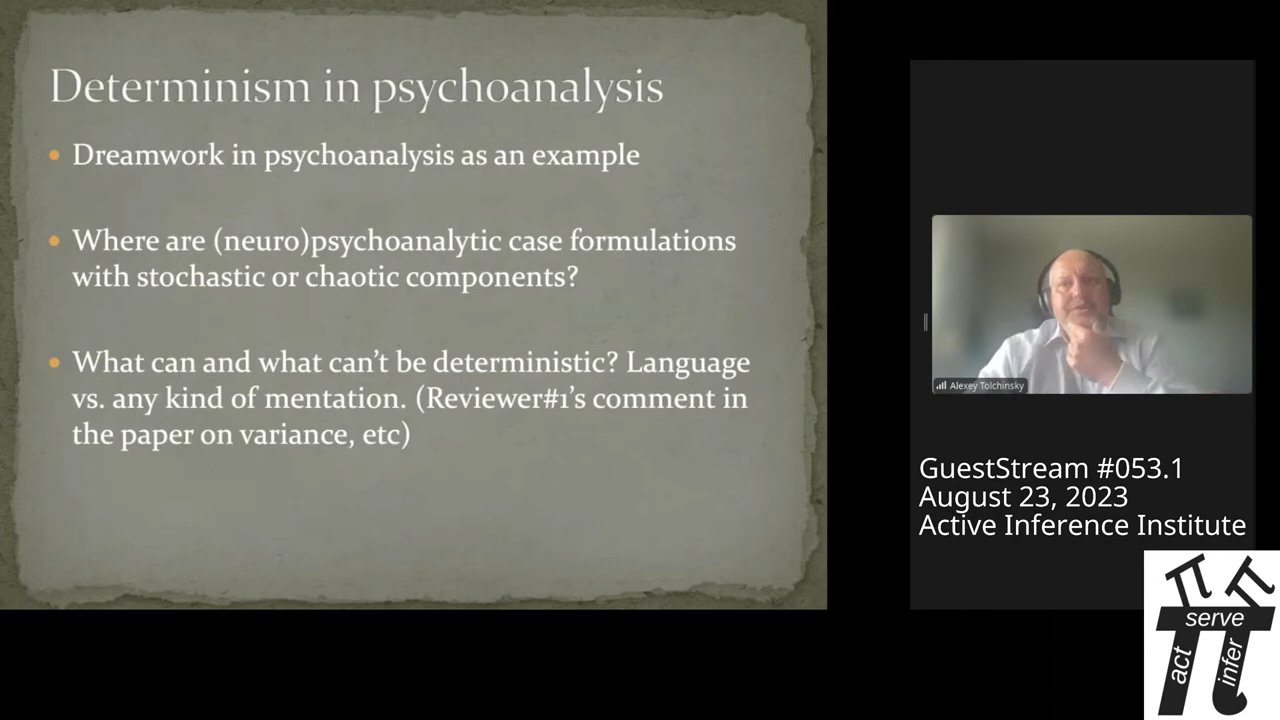 Determinism in psychoanalysis
• Dreamwork in psychoanalysis as an example
• Where are (neuro)psychoanalytic case formulations
with stochastic or chaotic components?
• What can and what can't be deterministic? Language
vs. any kind of mentation. (Reviewer#1's comment in
the paper on variance, etc)
Alexey Tolchinsky
GuestStream #053.1
August 23, 2023
Active Inference Institute
serve
act
infer